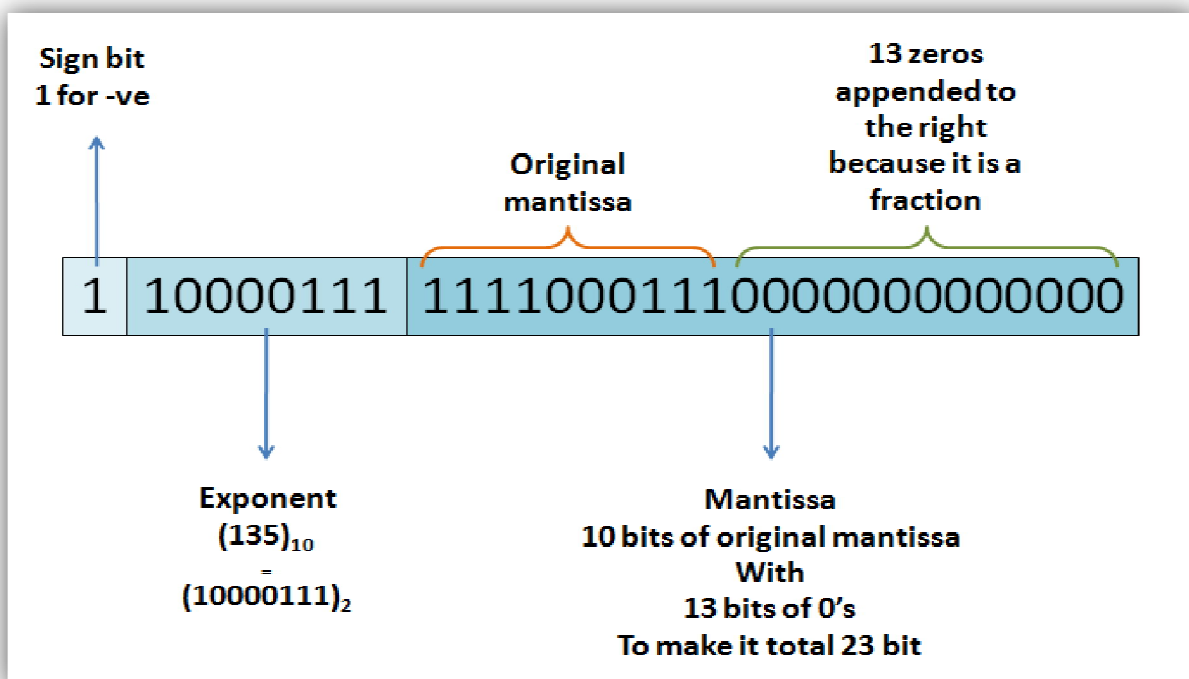 Sign bit
1 for -ve
13 zeros
appended to
the right
because it is a
fraction
Original
mantissa
1 10000111 11110001110000000000000
Exponent
(135)₁₀
=
(10000111)₂
Mantissa
10 bits of original mantissa
With
13 bits of 0's
To make it total 23 bit